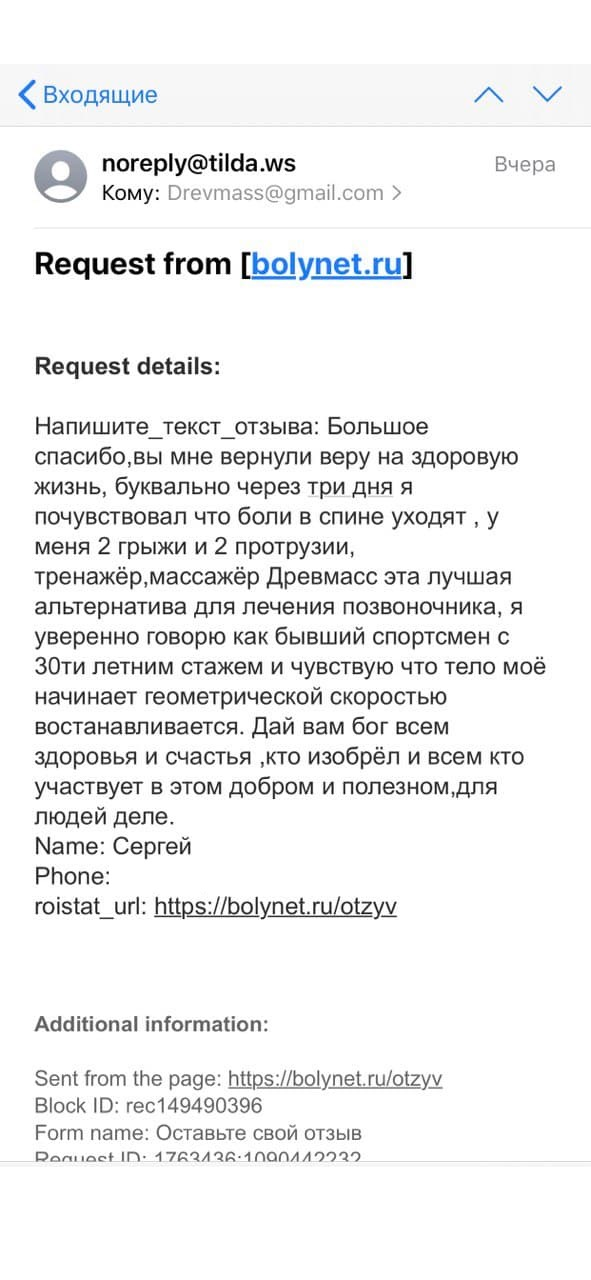 Входящие
noreply@tilda.ws
Вчера
Кому: Drevmass@gmail.com
Request from [bolynet.ru]
Request details:
Напишите_текст_отзыва: Большое
спасибо,вы мне вернули веру на здоровую
жизнь, буквально через три дня я
почувствовал что боли в спине уходят , у
меня 2 грыжи и 2 протрузии,
тренажёр,массажёр Древмасс эта лучшая
альтернатива для лечения позвоночника, я
уверенно говорю как бывший спортсмен с
30ти летним стажем и чувствую что тело моё
начинает геометрической скоростью
востанавливается. Дай вам бог всем
здоровья и счастья ,кто изобрёл и всем кто
участвует в этом добром и полезном,для
людей деле.
Name: Сергей
Phone:
roistat_url: https://bolynet.ru/otzyv
Additional information:
Sent from the page: https://bolynet.ru/otzyv
Block ID: rec149490396
Form name: Оставьте свой отзыв
Request ID: 1763436:1090442232